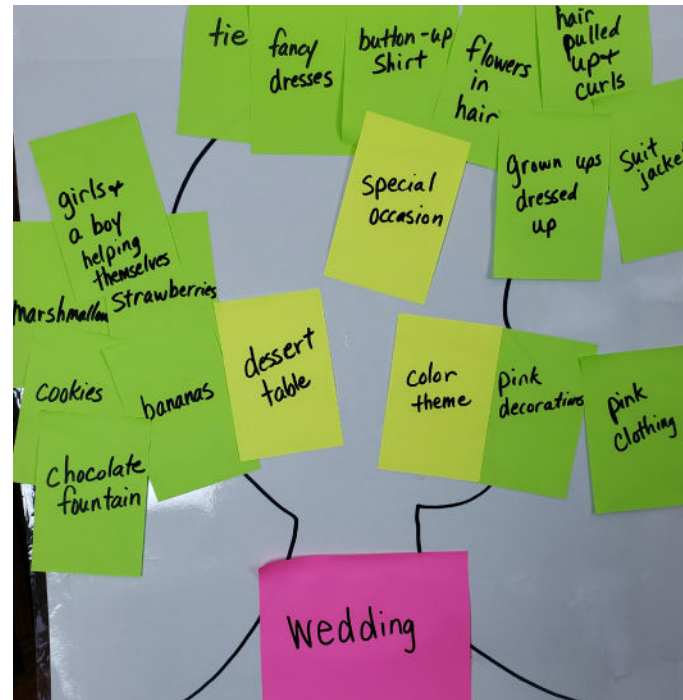 tie
fancy
dresses
button-up
Shirt
flowers
in
hair
hair
pulled
up+
curls
special
occasion
grown ups
dressed
up
Suit
jacket
girls+
a boy
helping
themselves
marshmallow
Strawberries
cookies
bananas
chocolate
fountain
dessert
table
color
theme
pink
decorations
pink
clothing
Wedding